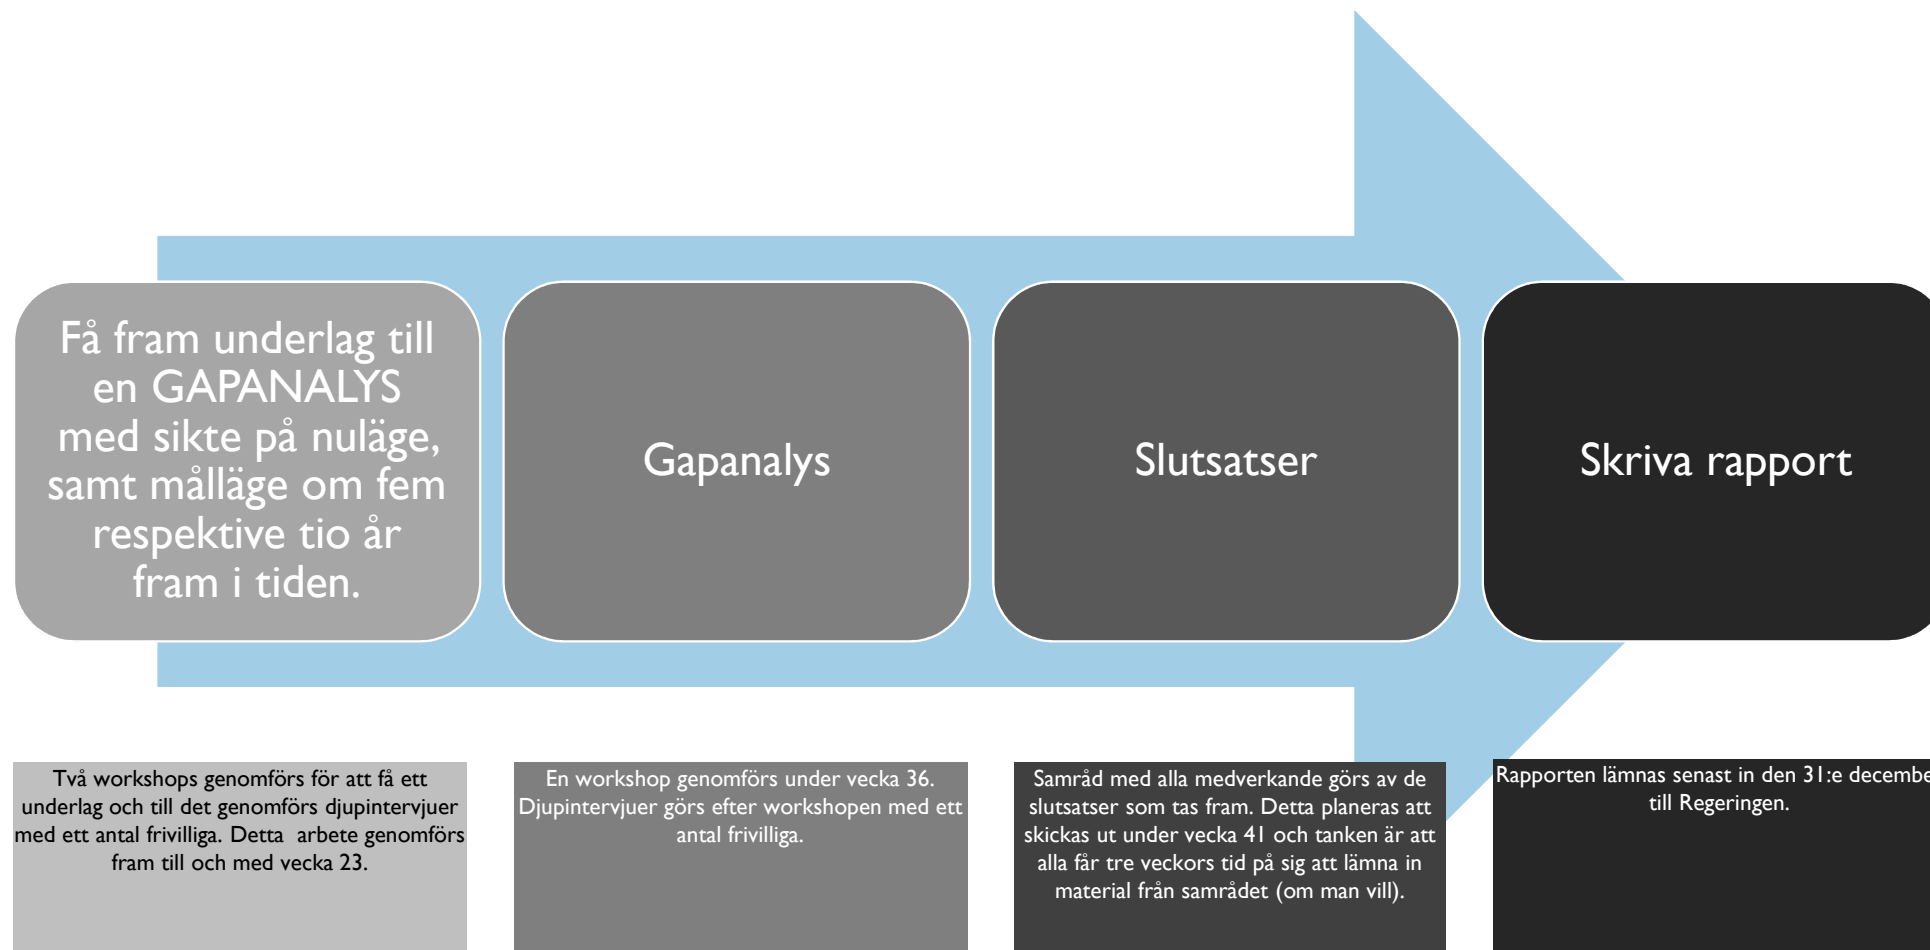 Få fram underlag till
en GAPANALYS
med sikte på nuläge,
samt målläge om fem
respektive tio år
fram i tiden.
Gapanalys
Slutsatser
Skriva rapport
Två workshops genomförs för att få ett
underlag och till det genomförs djupintervjuer
med ett antal frivilliga. Detta arbete genomförs
fram till och med vecka 23.
En workshop genomförs under vecka 36.
Djupintervjuer görs efter workshopen med ett
antal frivilliga.
Samråd med alla medverkande görs av de
slutsatser som tas fram. Detta planeras att
skickas ut under vecka 41 och tanken är att
alla får tre veckors tid på sig att lämna in
material från samrådet (om man vill).
Rapporten lämnas senast in den 31:e decembe
till Regeringen.